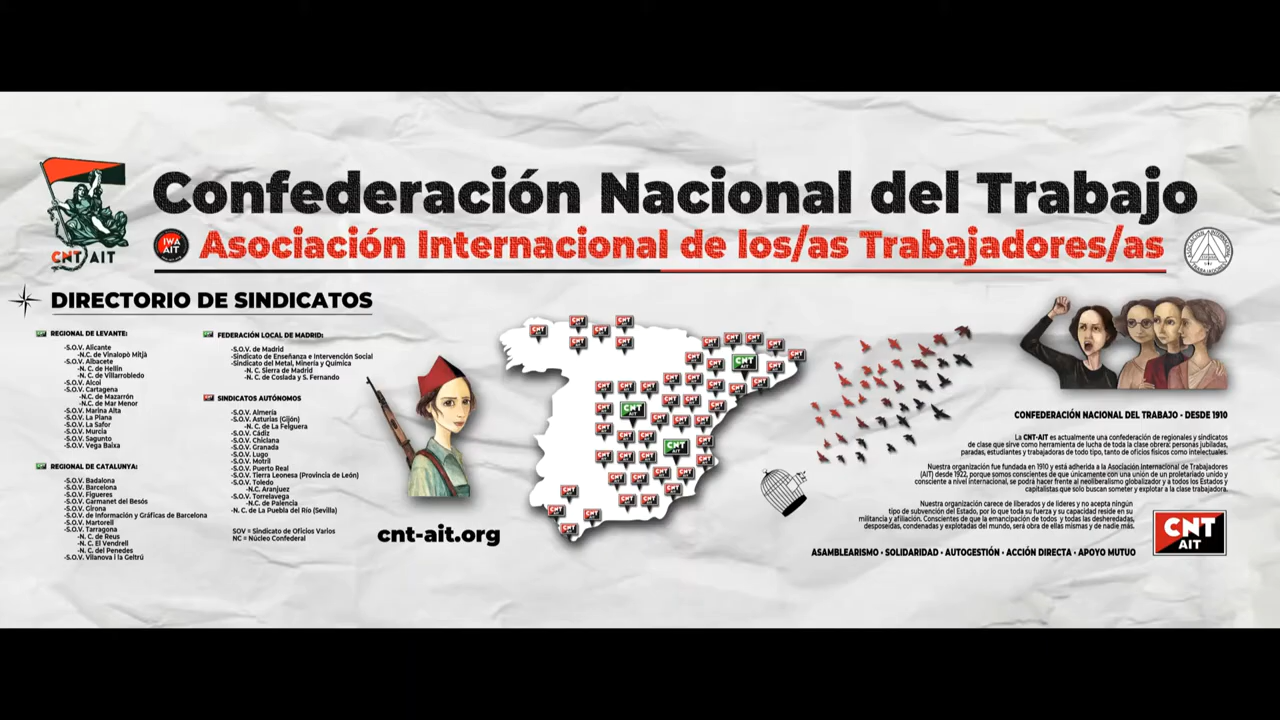 Confederación Nacional del Trabajo
IWA
AIT
Asociación Internacional de los/as Trabajadores/as
CNT AIT
DIRECTORIO DE SINDICATOS
REGIONAL DE LEVANTE:
-S.O.V. Alicante
-N.C. de Vinalopò Mitjà
-S.O.V. Albacete
-N. C. de Hellín
-N. C. de Villarrobledo
-S.O.V. Alcoi
-S.O.V. Cartagena
-N.C. de Mazarrón
-N.C. de Mar Menor
-S.O.V. Marina Alta
-S.O.V. La Plana
-S.O.V. La Safor
-S.O.V. Murcia
-S.O.V. Sagunto
-S.O.V. Vega Baixa
REGIONAL DE CATALUNYA:
-S.O.V. Badalona
-S.O.V. Barcelona
-S.O.V. Figueres
-S.O.V. Garmanet del Besós
-S.O.V. Girona
-S.O.V. de Información y Gráficas de Barcelona
-S.O.V. Martorell
-S.O.V. Tarragona
-N. C. de Reus
-N. C. El Vendrell
-N. C. del Penedes
-S.O.V. Vilanova i la Geltrú
FEDERACIÓN LOCAL DE MADRID:
-S.O.V. de Madrid
-Sindicato de Enseñanza e Intervención Social
-Sindicato del Metal, Minería y Química
-N. C. Sierra de Madrid
-N. C. de Coslada y S. Fernando
SINDICATOS AUTÓNOMOS:
-S.O.V. Almería
-S.O.V. Asturias (Gijón)
-N. C. de La Felguera
-S.O.V. Cádiz
-S.O.V. Chiclana
-S.O.V. Granada
-S.O.V. Lugo
-S.O.V. Motril
-S.O.V. Puerto Real
-S.O.V. Tierra Leonesa (Provincia de León)
-S.O.V. Toledo
-N.C. Aranjuez
-S.O.V. Torrelavega
-N.C. de Palencia
-N. C. de La Puebla del Río (Sevilla)
SOV = Sindicato de Oficios Varios
NC = Núcleo Confederal
cnt-ait.org
CNT
AIT
CNT
AIT
CNT
AIT
CONFEDERACIÓN NACIONAL DEL TRABAJO - DESDE 1910
La CNT-AIT es actualmente una confederación de regionales y sindicatos
de clase que sirve como herramienta de lucha de toda la clase obrera: personas jubiladas,
paradas, estudiantes y trabajadoras de todo tipo, tanto de oficios físicos como intelectuales.
Nuestra organización fue fundada en 1910 y está adherida a la Asociación Internacional de Trabajadores
(AIT) desde 1922, porque somos conscientes de que únicamente con una unión de un proletariado unido y
consciente a nivel internacional, se podrá hacer frente al neoliberalismo globalizador y a todos los Estados y
capitalistas que solo buscan someter y explotar a la clase trabajadora.
Nuestra organización carece de liberados y de líderes y no acepta ningún
tipo de subvención del Estado, por lo que toda su fuerza y su capacidad reside en su
militancia y afiliación. Conscientes de que la emancipación de todos y todas las desheredadas,
desposeídas, condenadas y explotadas del mundo, será obra de ellas mismas y de nadie más.
ASAMBLEARISMO · SOLIDARIDAD · AUTOGESTIÓN · ACCIÓN DIRECTA · APOYO MUTUO
CNT
AIT